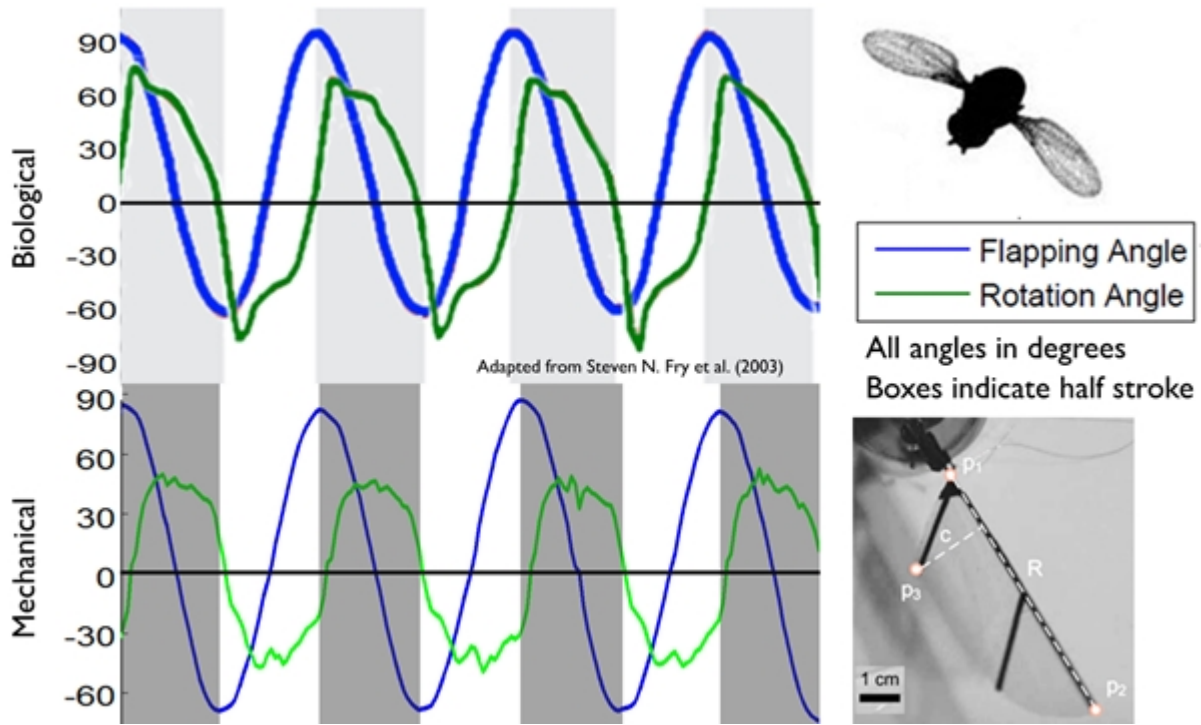 Biological
90
60
30
0
-30
-60
-90
Adapted from Steven N. Fry et al. (2003)
Mechanical
90
60
30
0
-30
-60
Flapping Angle
Rotation Angle
All angles in degrees
Boxes indicate half stroke
p1
c
R
p3
p2
1 cm